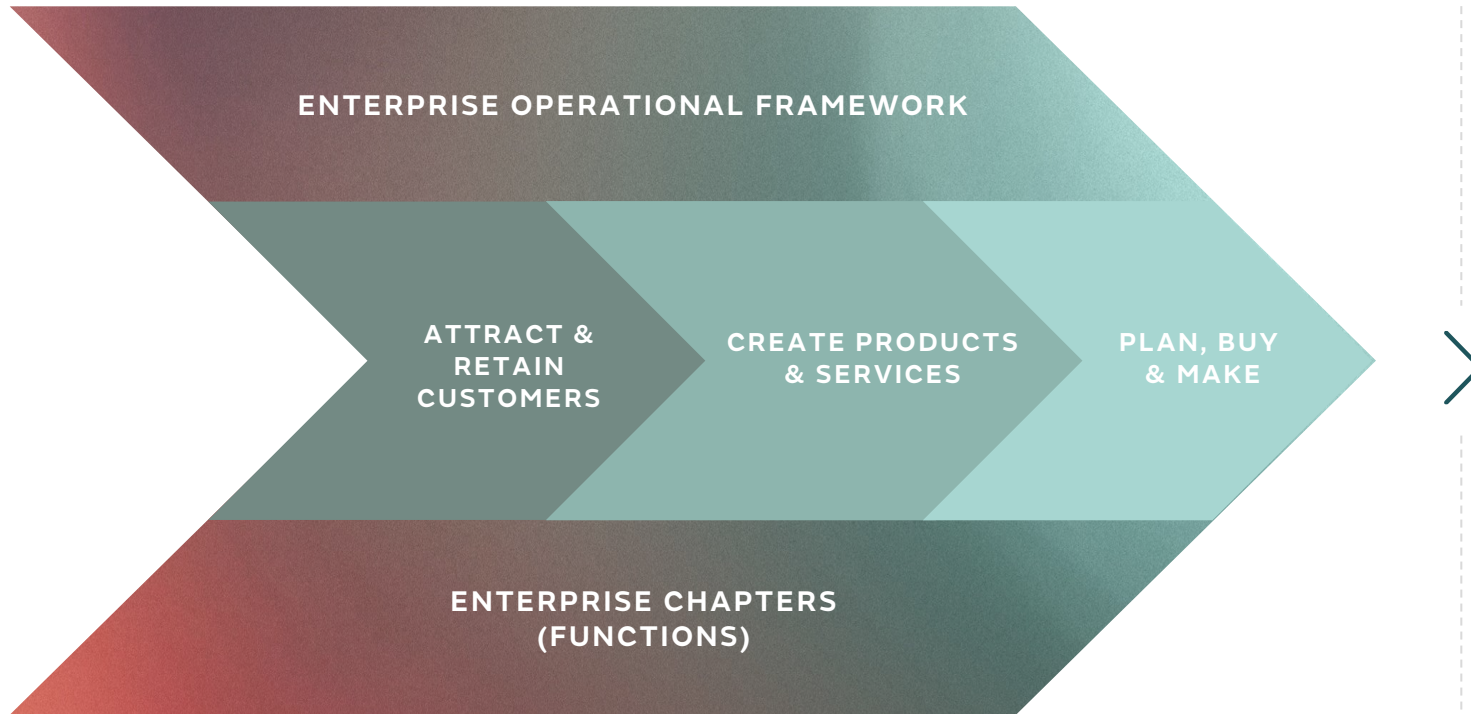 ENTERPRISE OPERATIONAL FRAMEWORK
ATTRACT &
RETAIN
CUSTOMERS
CREATE PRODUCTS
& SERVICES
PLAN, BUY
& MAKE
ENTERPRISE CHAPTERS
(FUNCTIONS)